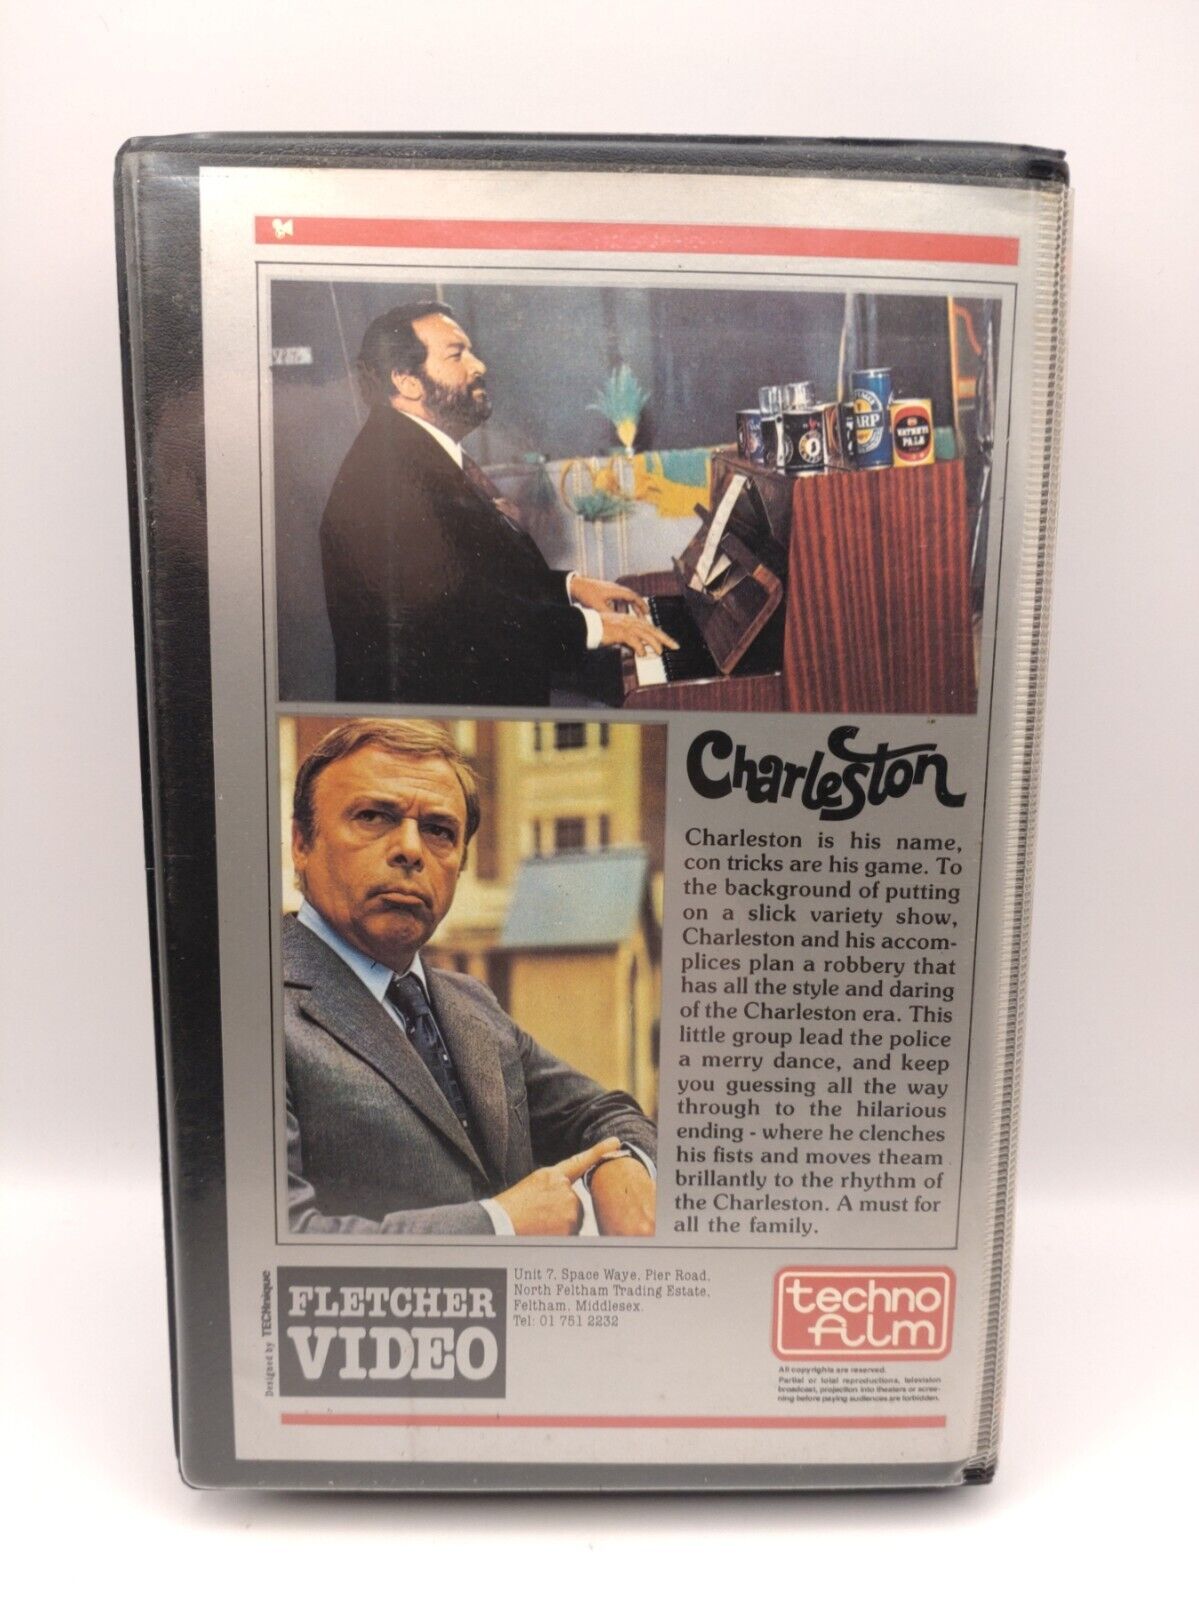 ARP
WATNEYS
PALE
Charleston
Charleston is his name,
con tricks are his game. To
the background of putting
on a slick variety show,
Charleston and his accom-
plices plan a robbery that
has all the style and daring
of the Charleston era. This
little group lead the police
a merry dance, and keep
you guessing all the way
through to the hilarious
ending - where he clenches
his fists and moves theam
brillantly to the rhythm of
the Charleston. A must for
all the family.
Designed by TECHnique
FLETCHER
VIDEO
Unit 7, Space Waye, Pier Road,
North Feltham Trading Estate,
Feltham, Middlesex.
Tel: 01 751 2232
techno
film
All copyrights are reserved.
Partial or total reproductions, television
broadcast, projection into theaters or scree-
ning before paying audiences are forbidden.